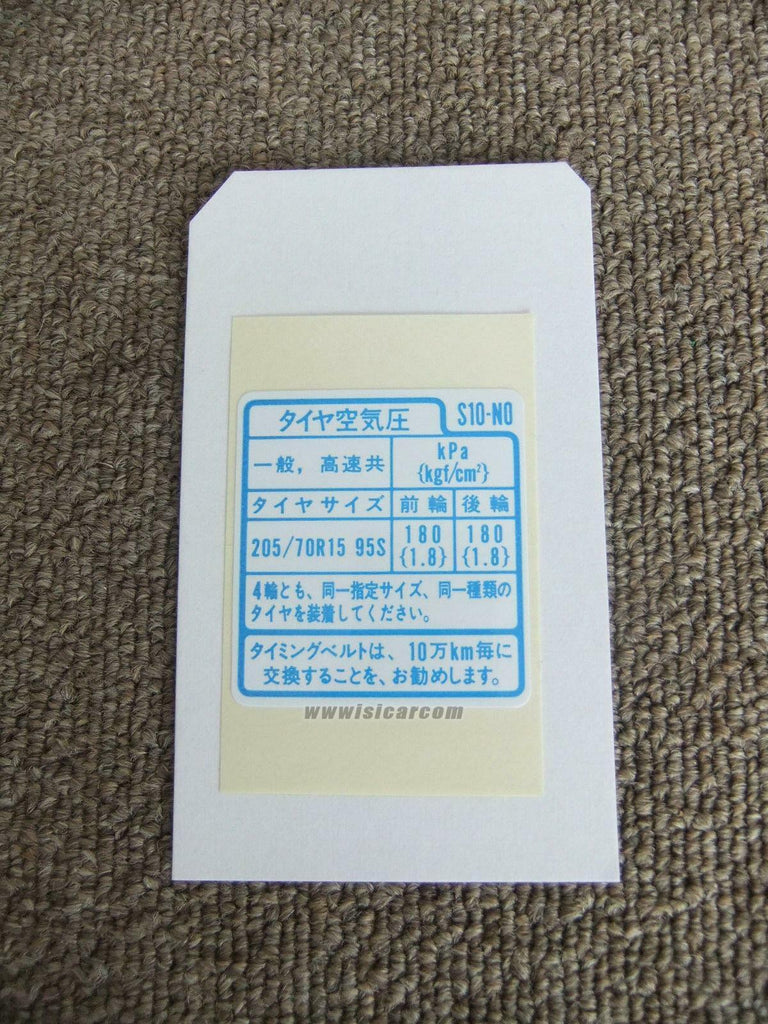 タイヤ空気圧 S10-N0
一般，高速共 kPa
{kgf/cm²}
タイヤサイズ 前輪 後輪
205/70R15 95S 180 180
{1.8} {1.8}
4輪とも、同一指定サイズ、同一種類の
タイヤを装着してください。
タイミングベルトは、10万km毎に
交換することを、お勧めします。
wwwisicarcom